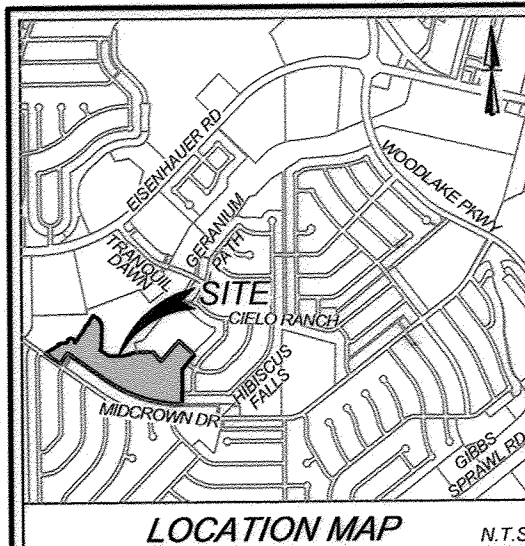 EISENHAUER RD
WOODLAKE PKWY
GERANIUM
PATH
TRANQUIL
DAWN
SITE
CIELO RANCH
HIBISCUS
FALLS
MIDCROWN DR
GIBBS
SPRAWL RD
LOCATION MAP
N.T.S